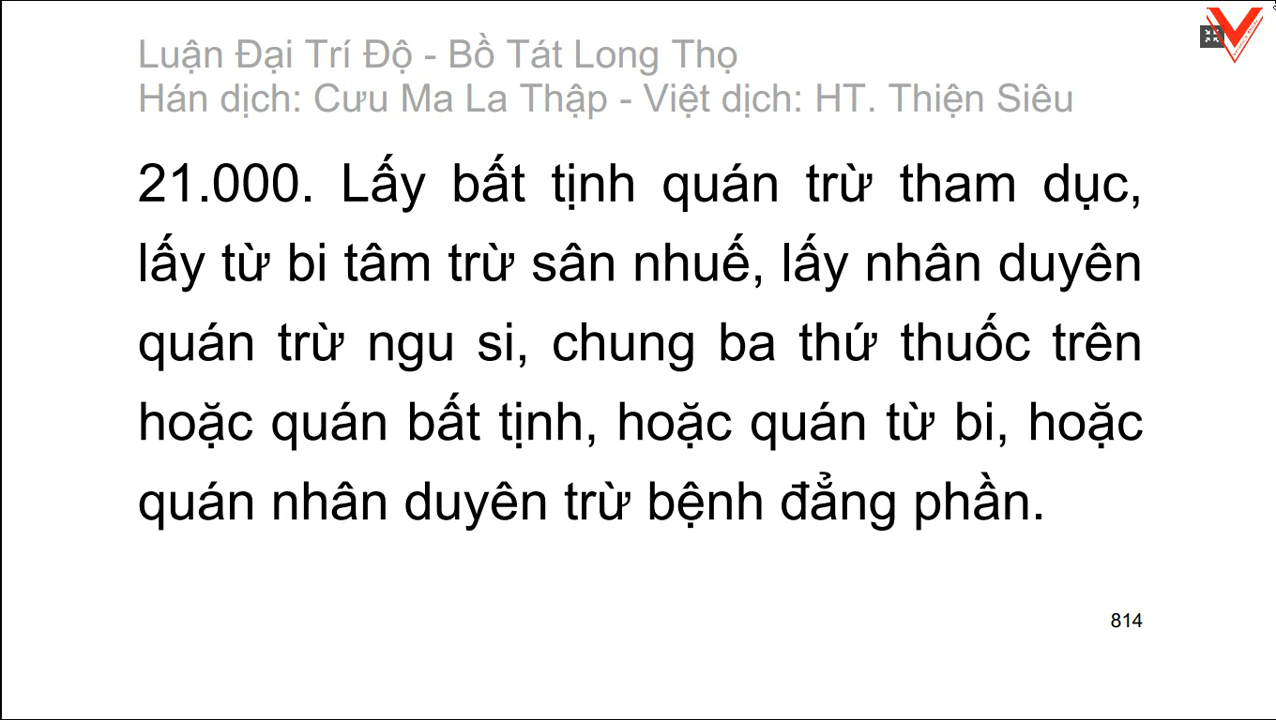 Luận Đại Trí Độ - Bồ Tát Long Thọ
Hán dịch: Cưu Ma La Thập - Việt dịch: HT. Thiện Siêu
21.000. Lấy bất tịnh quán trừ tham dục,
lấy từ bi tâm trừ sân nhuế, lấy nhân duyên
quán trừ ngu si, chung ba thứ thuốc trên
hoặc quán bất tịnh, hoặc quán từ bi, hoặc
quán nhân duyên trừ bệnh đẳng phần.
814